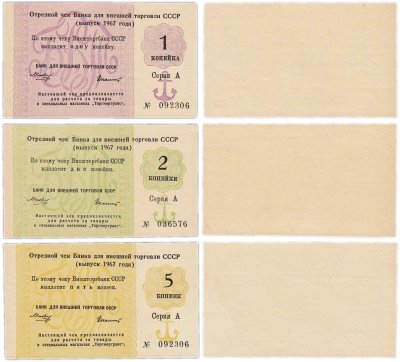 Отрезной чек Банка для внешней торговли СССР
(выпуск 1967 года)
По этому чеку Внешторгбанк СССР
выплатит одну копейку.
БАНК ДЛЯ ВНЕШНЕЙ ТОРГОВЛИ СССР
Настоящий чек предназначается
для расчета за товары
в специальных магазинах "Торгмортранс".
1
КОПЕЙКА
Серия А
№ 092306
Отрезной чек Банка для внешней торговли СССР
(выпуск 1967 года)
По этому чеку Внешторгбанк СССР
выплатит две копейки.
БАНК ДЛЯ ВНЕШНЕЙ ТОРГОВЛИ СССР
Настоящий чек предназначается
для расчета за товары
в специальных магазинах "Торгмортранс".
2
КОПЕЙКИ
Серия А
№ 036576
Отрезной чек Банка для внешней торговли СССР
(выпуск 1967 года)
По этому чеку Внешторгбанк СССР
выплатит пять копеек.
БАНК ДЛЯ ВНЕШНЕЙ ТОРГОВЛИ СССР
Настоящий чек предназначается
для расчета за товары
в специальных магазинах "Торгмортранс".
5
КОПЕЕК
Серия А
№ 092306